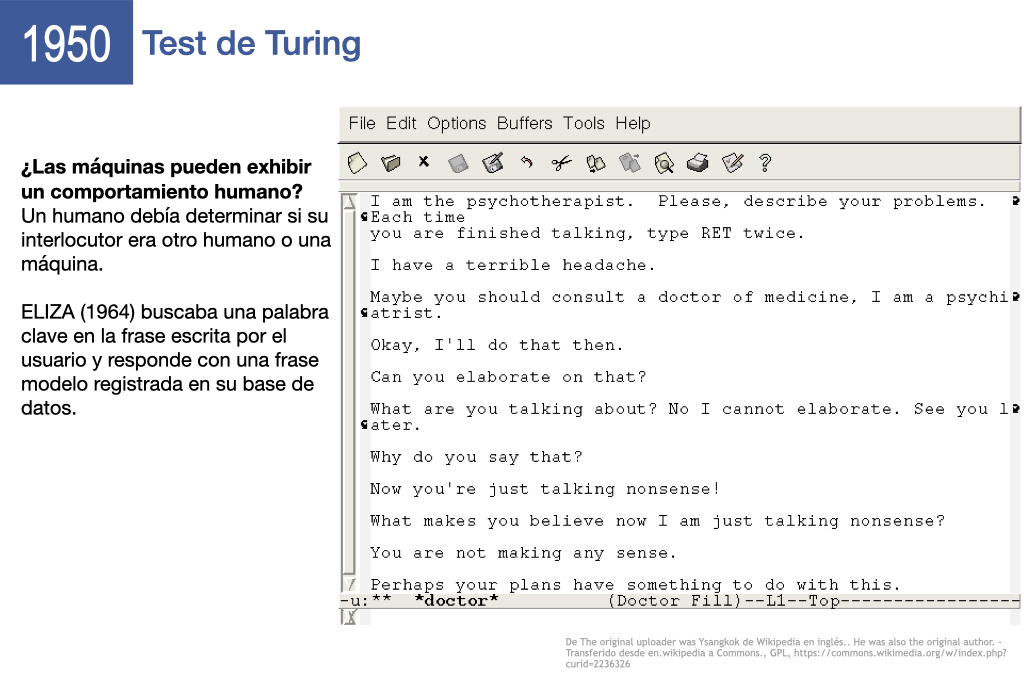 1950 Test de Turing
¿Las máquinas pueden exhibir
un comportamiento humano?
Un humano debía determinar si su
interlocutor era otro humano o una
máquina.
ELIZA (1964) buscaba una palabra
clave en la frase escrita por el
usuario y responde con una frase
modelo registrada en su base de
datos.
File Edit Options Buffers Tools Help
I am the psychotherapist.  Please, describe your problems.
Each time
you are finished talking, type RET twice.
I have a terrible headache.
Maybe you should consult a doctor of medicine, I am a psychi
atrist.
Okay, I'll do that then.
Can you elaborate on that?
What are you talking about? No I cannot elaborate. See you l
ater.
Why do you say that?
Now you're just talking nonsense!
What makes you believe now I am just talking nonsense?
You are not making any sense.
Perhaps your plans have something to do with this.
-u:**  *doctor*          (Doctor Fill)--L1--Top-----------------
De The original uploader was Ysangkok de Wikipedia en inglés.. He was also the original author. -
Transferido desde en.wikipedia a Commons., GPL, https://commons.wikimedia.org/w/index.php?
curid=2236326